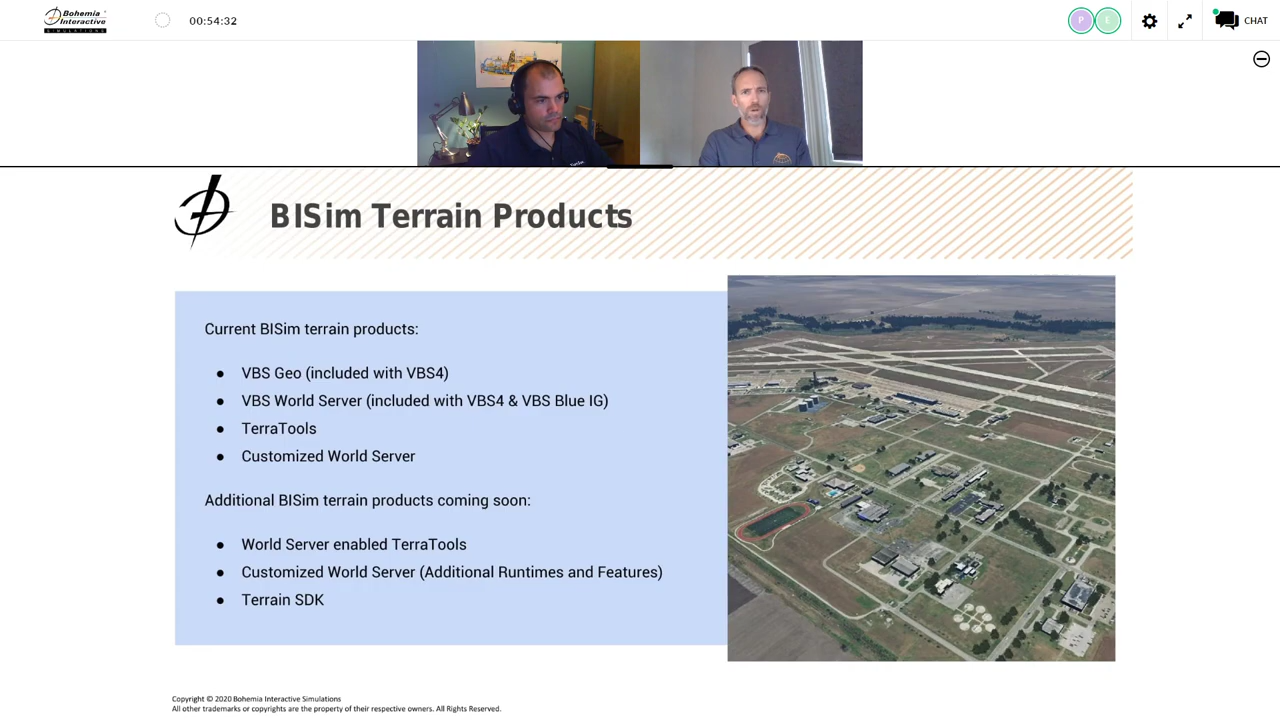 Bohemia Interactive
SIMULATIONS
00:54:32
P
E
CHAT
BISim Terrain Products
Current BISim terrain products:
● VBS Geo (included with VBS4)
● VBS World Server (included with VBS4 & VBS Blue IG)
● TerraTools
● Customized World Server
Additional BISim terrain products coming soon:
● World Server enabled TerraTools
● Customized World Server (Additional Runtimes and Features)
● Terrain SDK
Copyright © 2020 Bohemia Interactive Simulations
All other trademarks or copyrights are the property of their respective owners. All Rights Reserved.